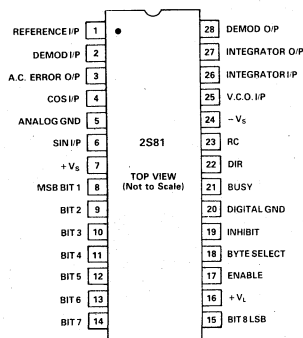 REFERENCE I/P 1
28 DEMOD O/P
DEMOD I/P 2
27 INTEGRATOR O/P
A.C. ERROR O/P 3
26 INTEGRATOR I/P
COS I/P 4
25 V.C.O. I/P
ANALOG GND 5
24 – VS
SIN I/P 6
2S81
23 RC
+ VS 7
TOP VIEW
(Not to Scale)
22 DIR
MSB BIT 1 8
21 BUSY
BIT 2 9
20 DIGITAL GND
BIT 3 10
19 INHIBIT
BIT 4 11
18 BYTE SELECT
BIT 5 12
17 ENABLE
BIT 6 13
16 + VL
BIT 7 14
15 BIT 8 LSB